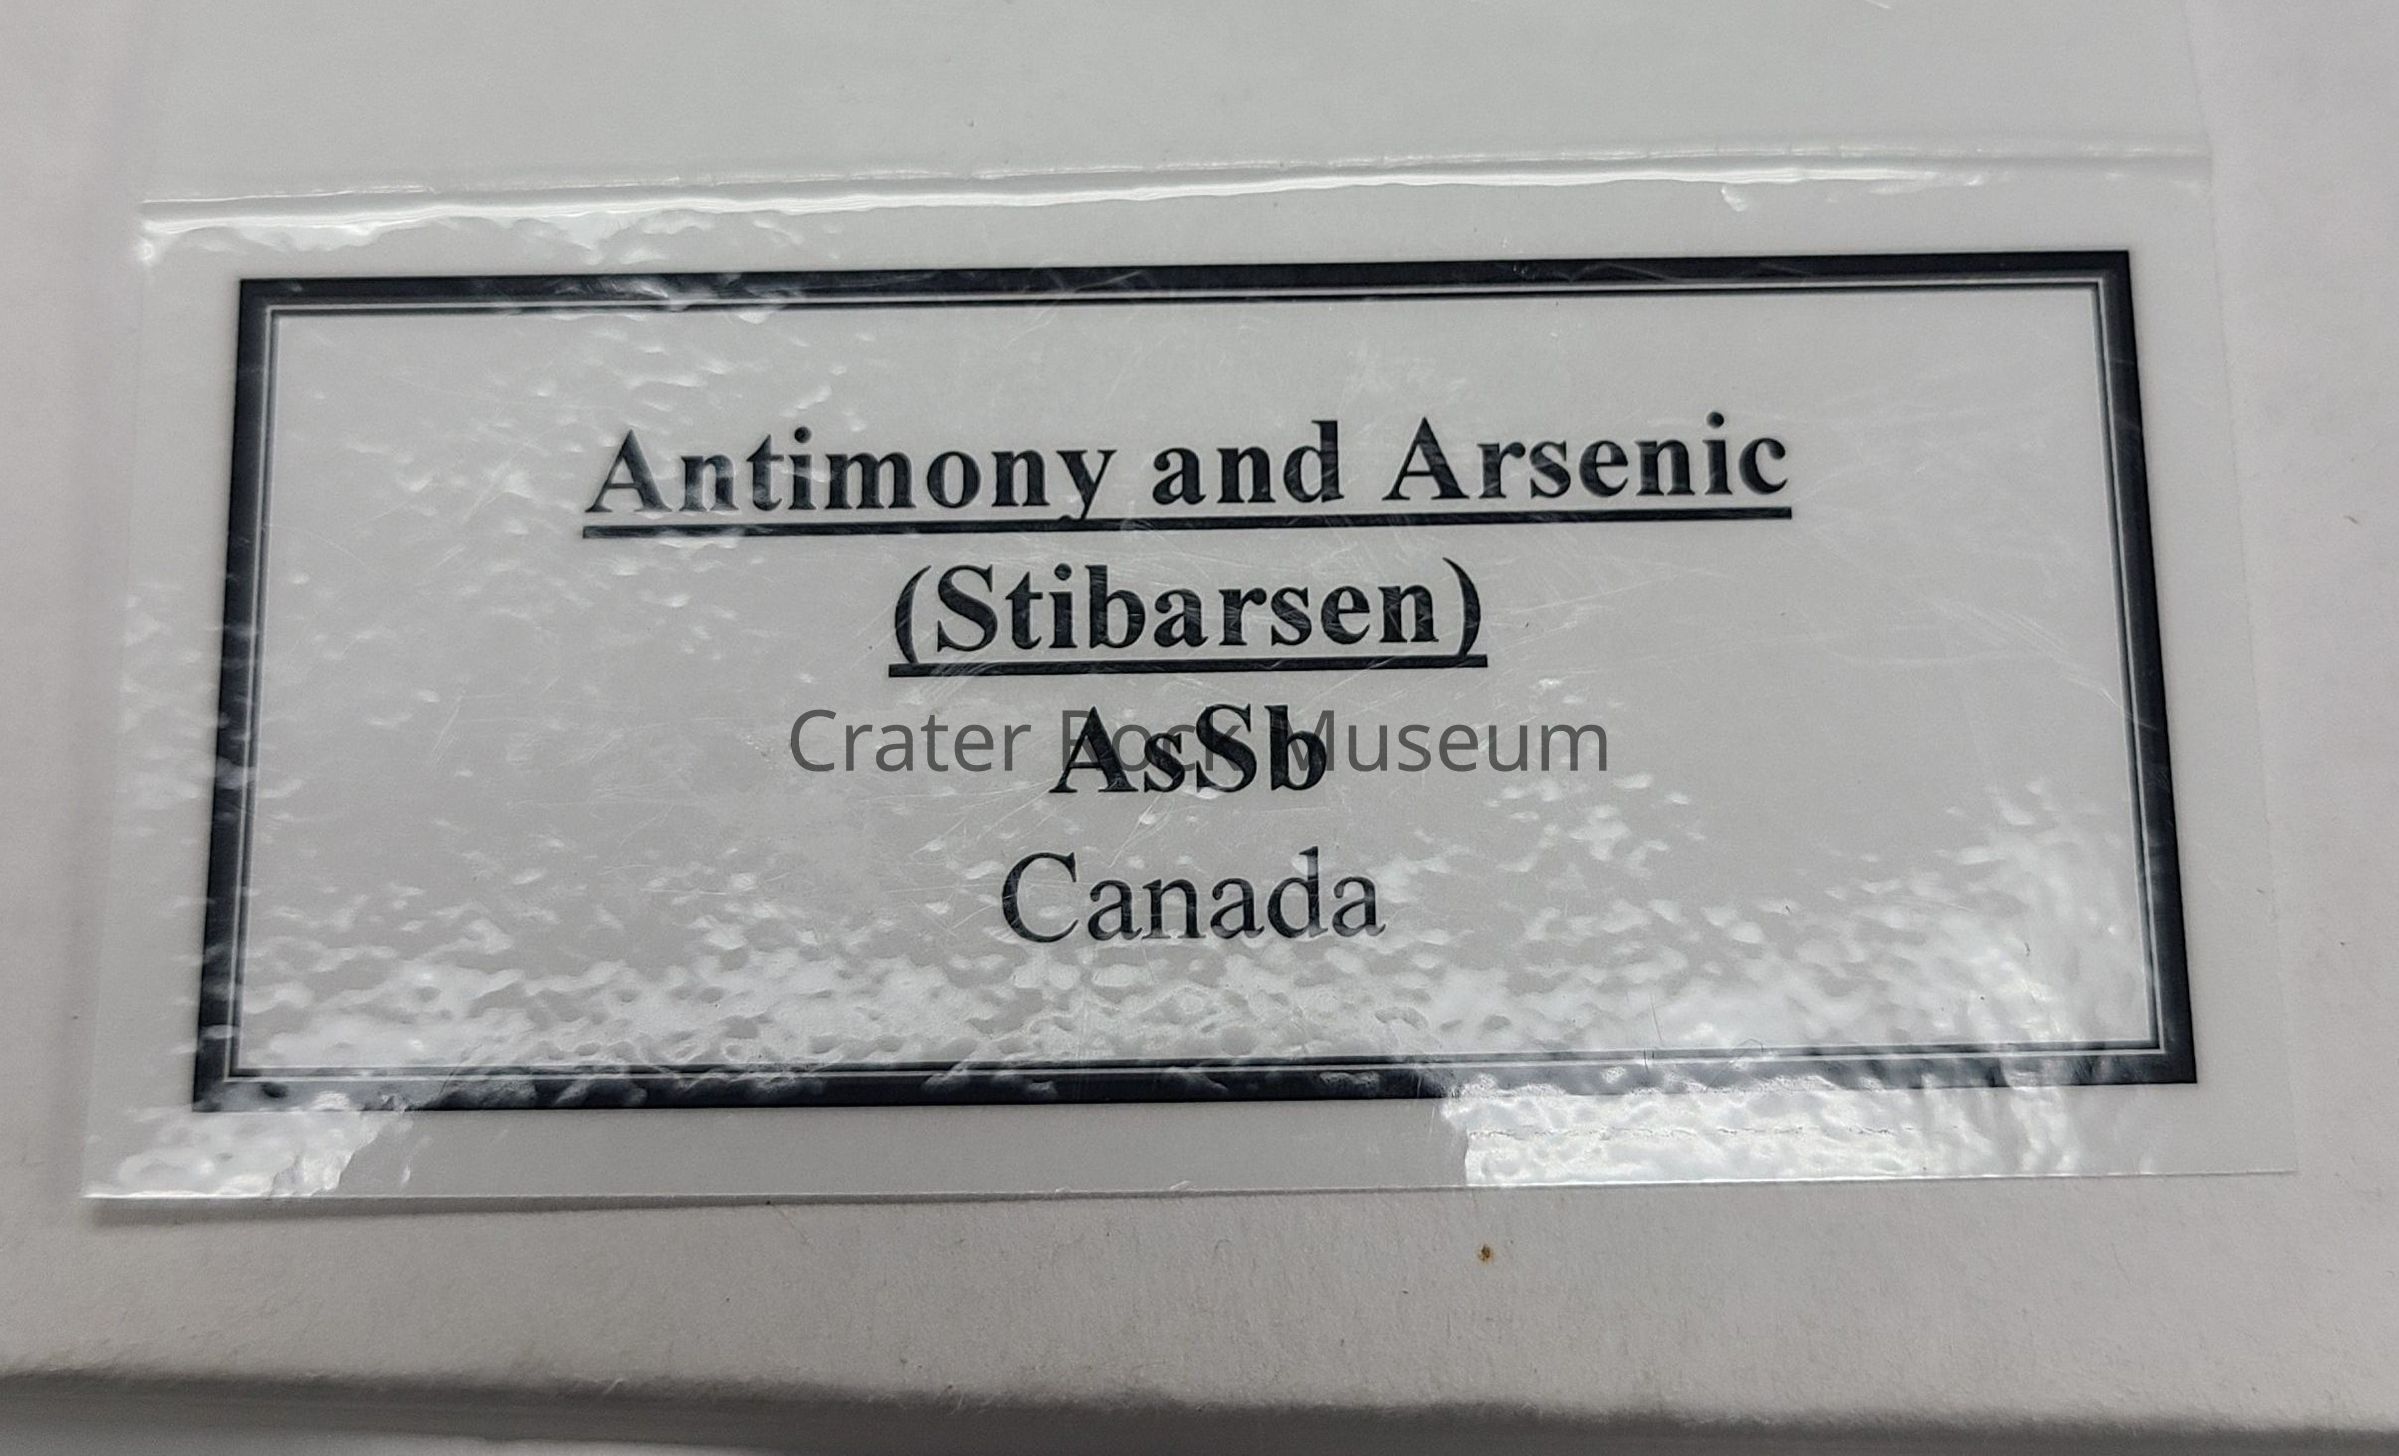 Antimony and Arsenic
(Stibarsen)
AsSb
Crater Rock Museum
Canada